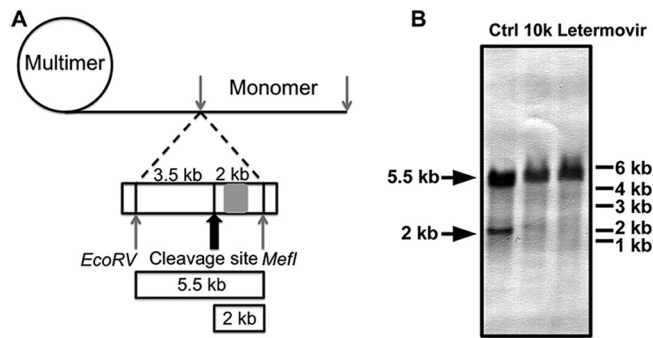 A
Multimer
Monomer
3.5 kb 2 kb
EcoRV Cleavage site MefI
5.5 kb
2 kb
B
Ctrl 10k Letermovir
5.5 kb
2 kb
6 kb
4 kb
3 kb
2 kb
1 kb